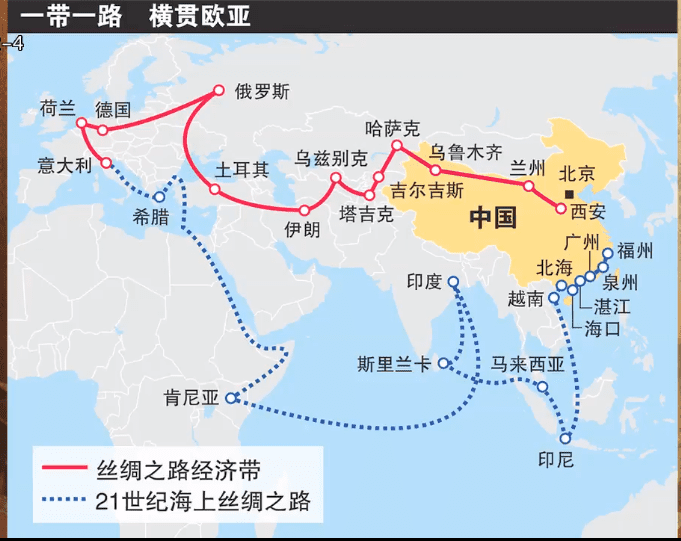 一带一路 横贯欧亚
-4
俄罗斯
荷兰
德国
哈萨克
意大利
土耳其
乌兹别克
乌鲁木齐
兰州
北京
希腊
伊朗
塔吉克
吉尔吉斯
中国
西安
广州
福州
印度
北海
泉州
越南
湛江
海口
斯里兰卡
马来西亚
肯尼亚
印尼
丝绸之路经济带
21世纪海上丝绸之路